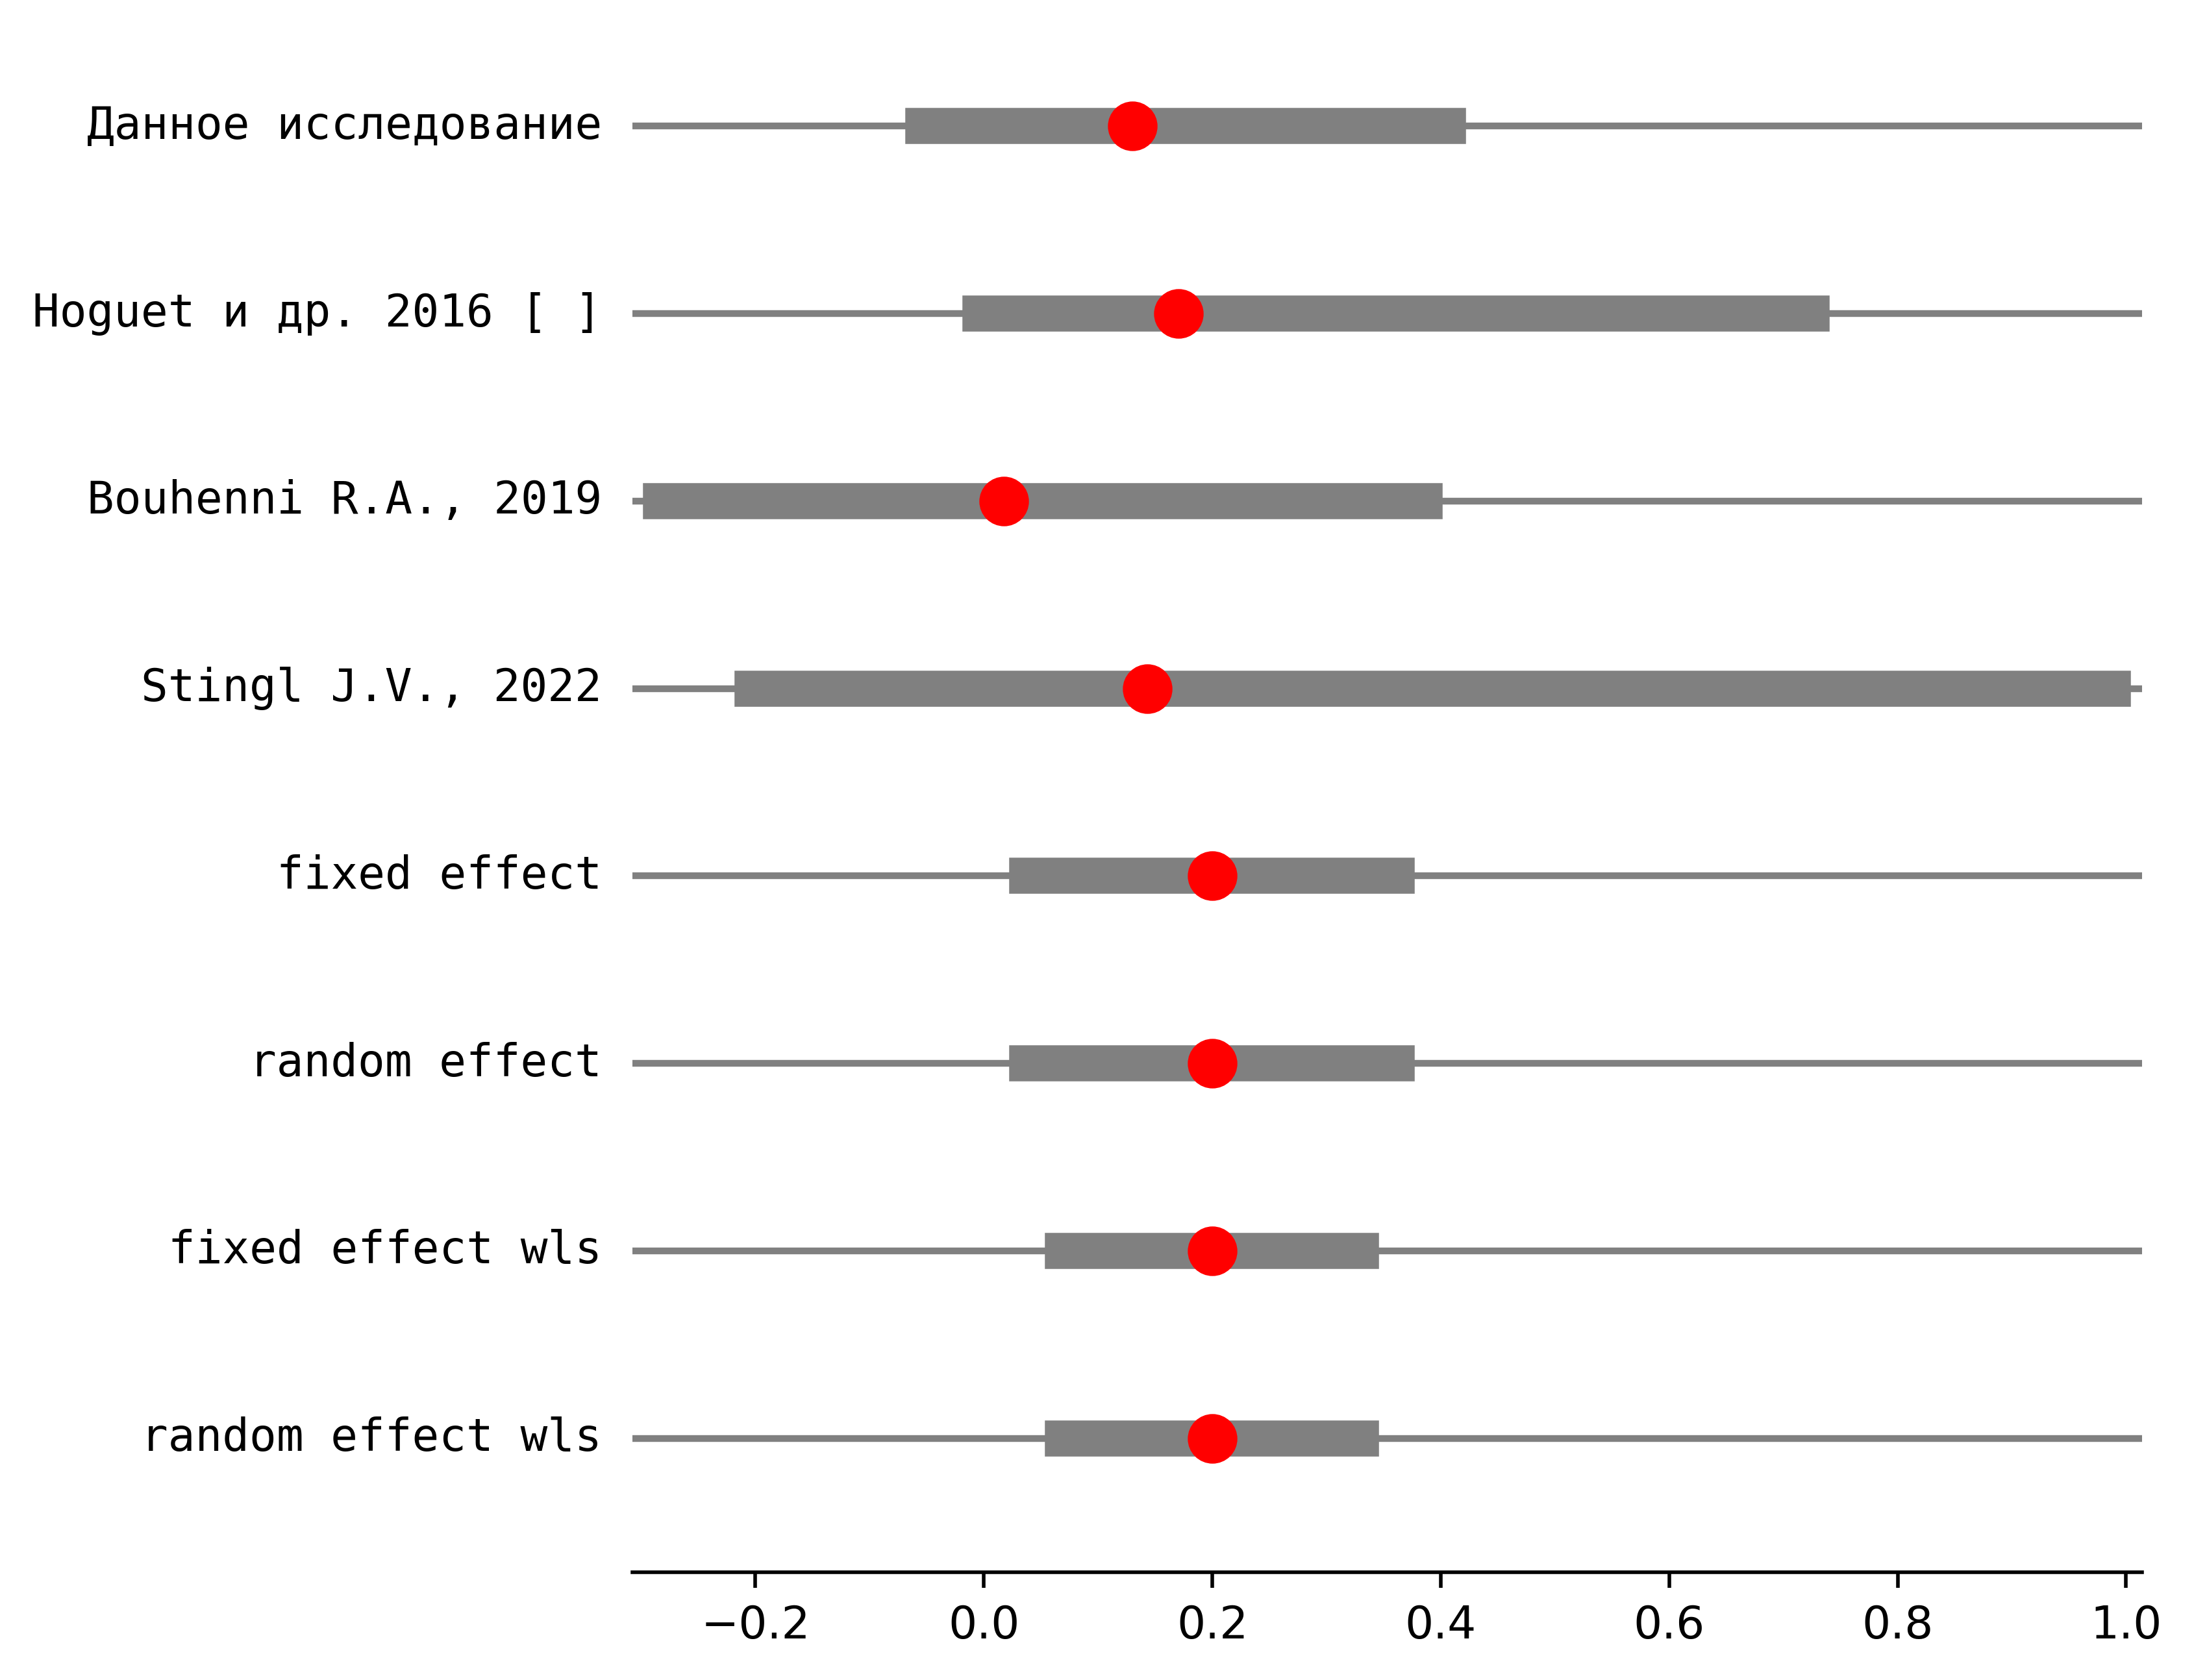 Данное исследование
Hoguet и др. 2016 [ ]
Bouhenni R.A., 2019
Stingl J.V., 2022
fixed effect
random effect
fixed effect wls
random effect wls
−0.2 0.0 0.2 0.4 0.6 0.8 1.0